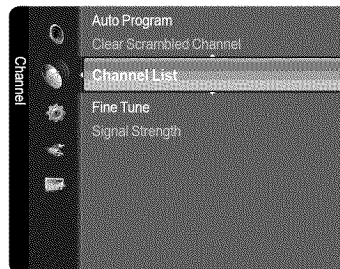 Channel
Auto Program
Clear Scrambled Channel
Channel List
Fine Tune
Signal Strength